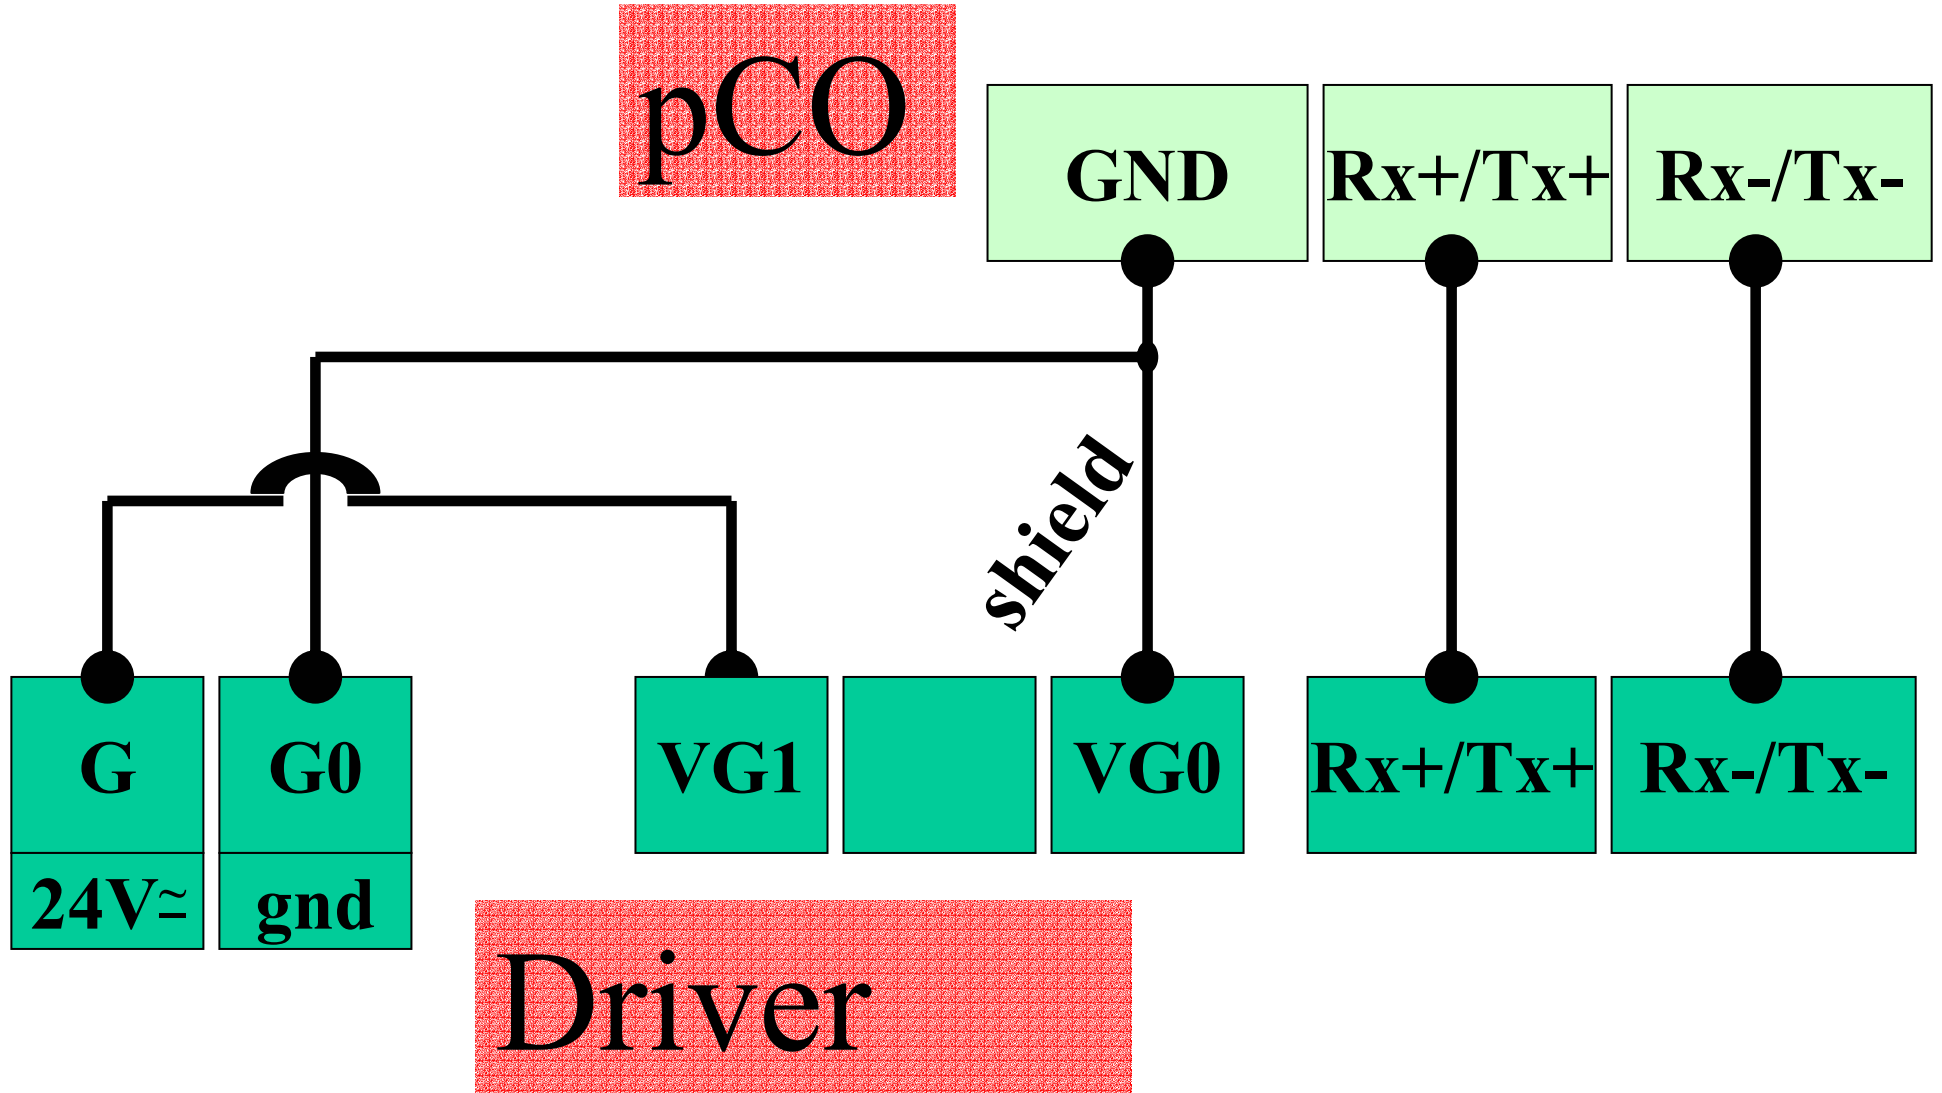 pCO
GND Rx+/Tx+ Rx-/Tx-
shield
G G0 VG1 VG0 Rx+/Tx+ Rx-/Tx-
24V≃ gnd
Driver